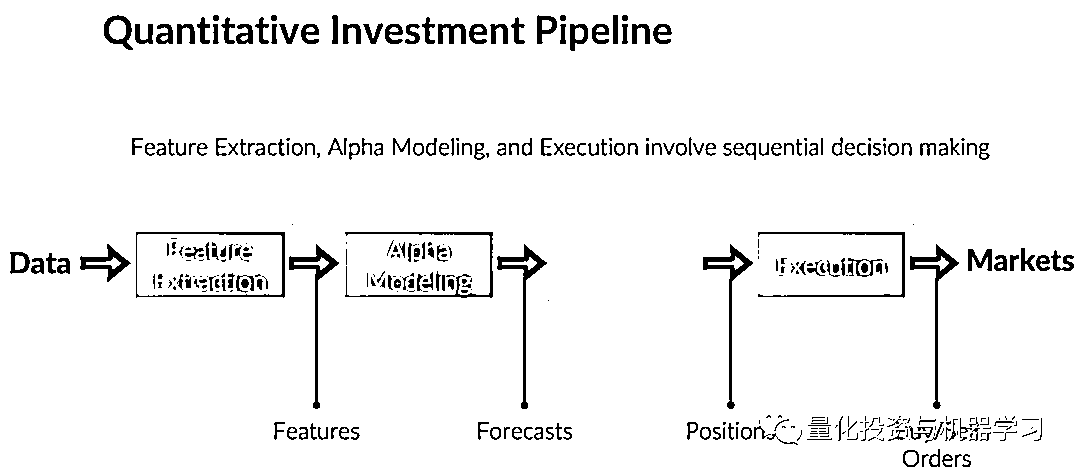 Quantitative Investment Pipeline
Feature Extraction, Alpha Modeling, and Execution involve sequential decision making
Data
Feature
Extraction
Alpha
Modeling
Execution
Markets
Features
Forecasts
Position
量化投资与机器学习
Orders